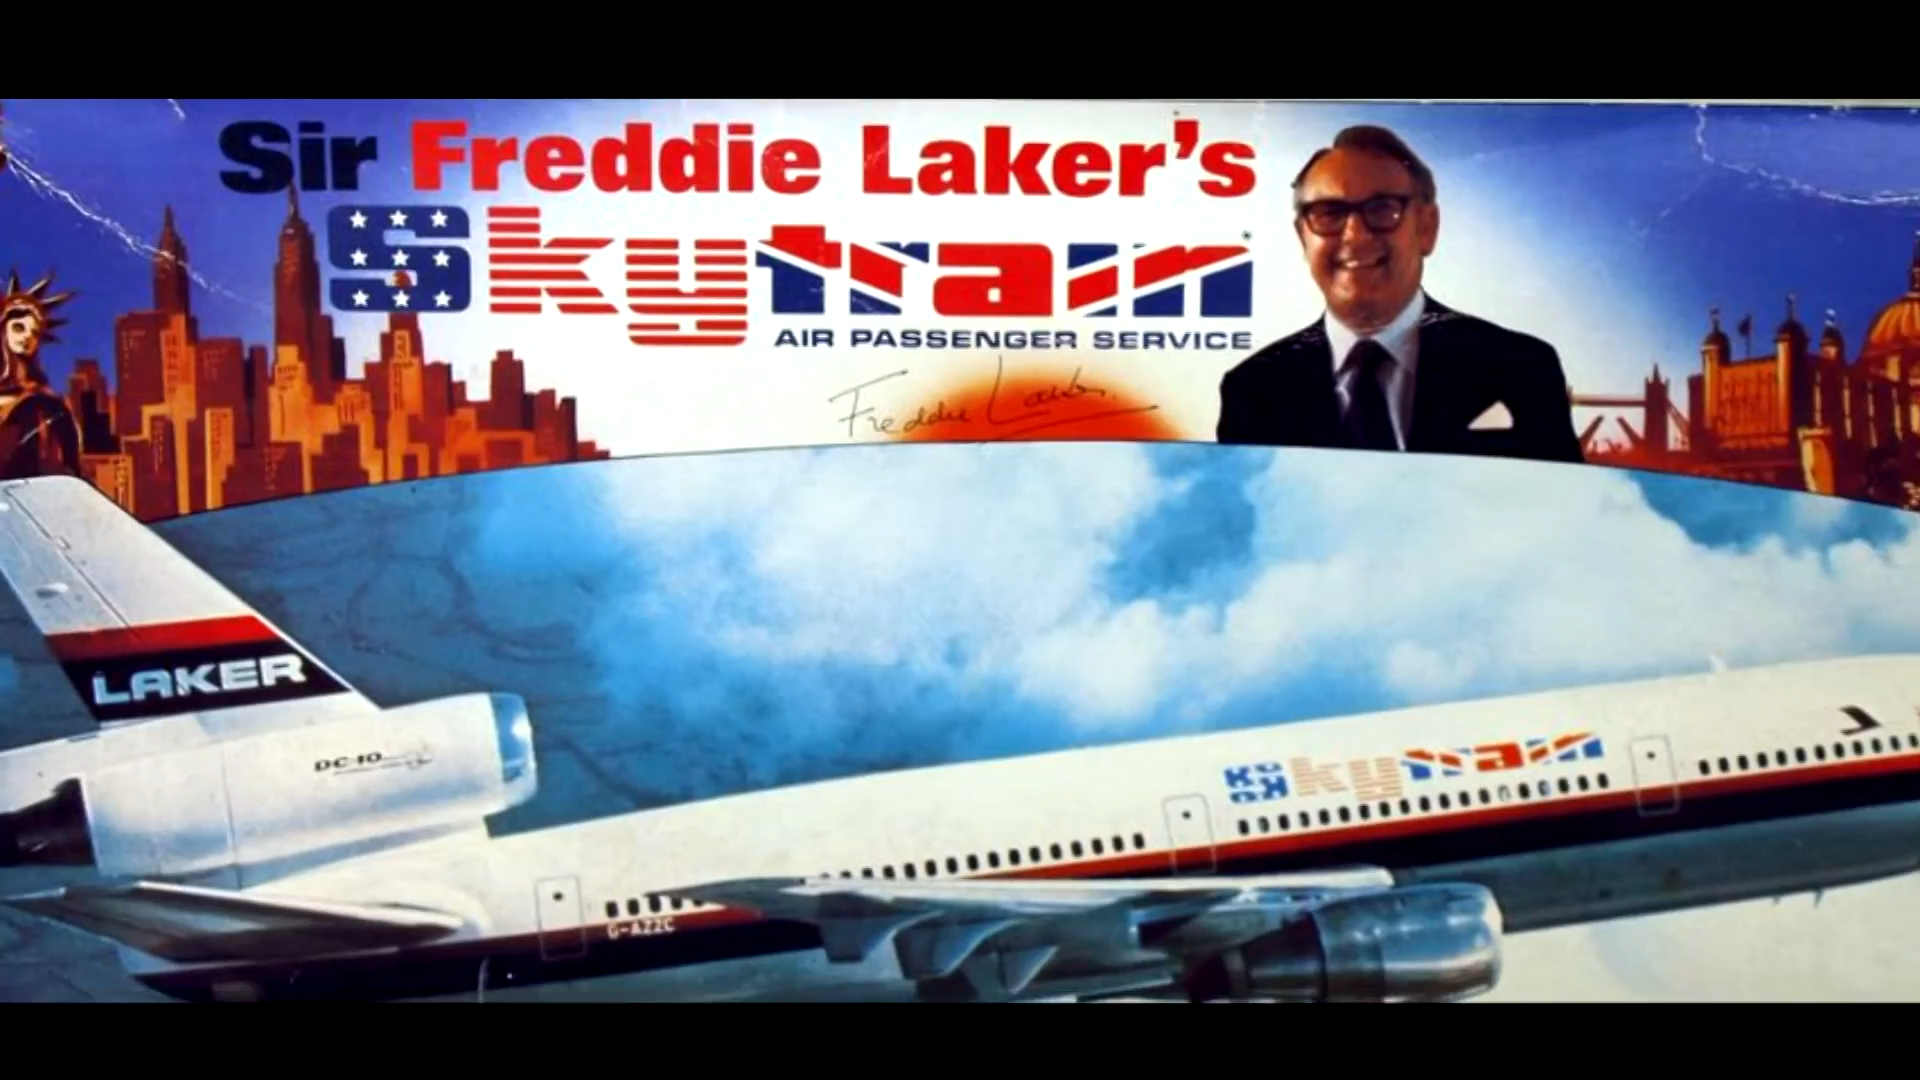 Sir Freddie Laker's
Skytrain
AIR PASSENGER SERVICE
Freddie Laker.
LAKER
DC-10
Skytrain
G-AZZC